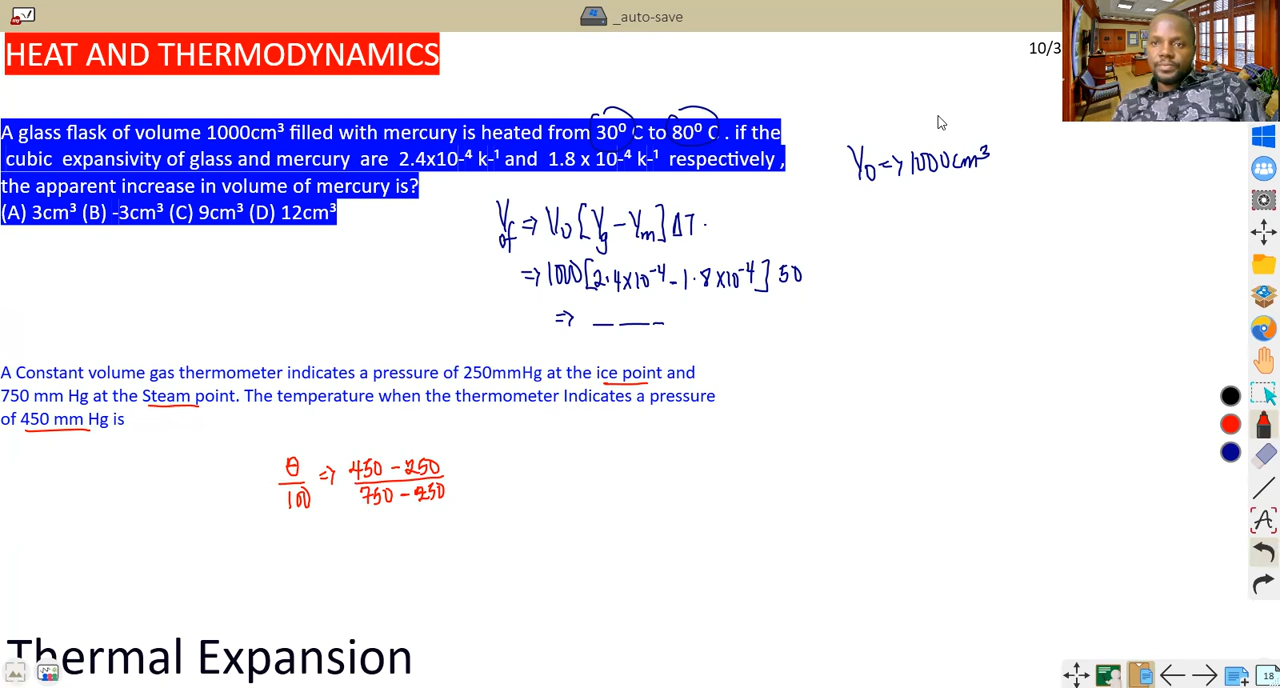 _auto-save
HEAT AND THERMODYNAMICS
10/3
A glass flask of volume 1000cm³ filled with mercury is heated from 30⁰ C to 80⁰ C . if the
cubic expansivity of glass and mercury are 2.4x10-⁴ k-¹ and 1.8 x 10-⁴ k-¹ respectively ,
the apparent increase in volume of mercury is?
(A) 3cm³ (B) -3cm³ (C) 9cm³ (D) 12cm³
V₀ => 1000cm³
V of => V₀ [γg - γm] ΔT.
=> 1000 [2.4x10⁻⁴ - 1.8x10⁻⁴] 50
=> _ _ _
A Constant volume gas thermometer indicates a pressure of 250mmHg at the ice point and
750 mm Hg at the Steam point. The temperature when the thermometer Indicates a pressure
of 450 mm Hg is
θ/100 => 450 - 250 / 750 - 250
Thermal Expansion
18